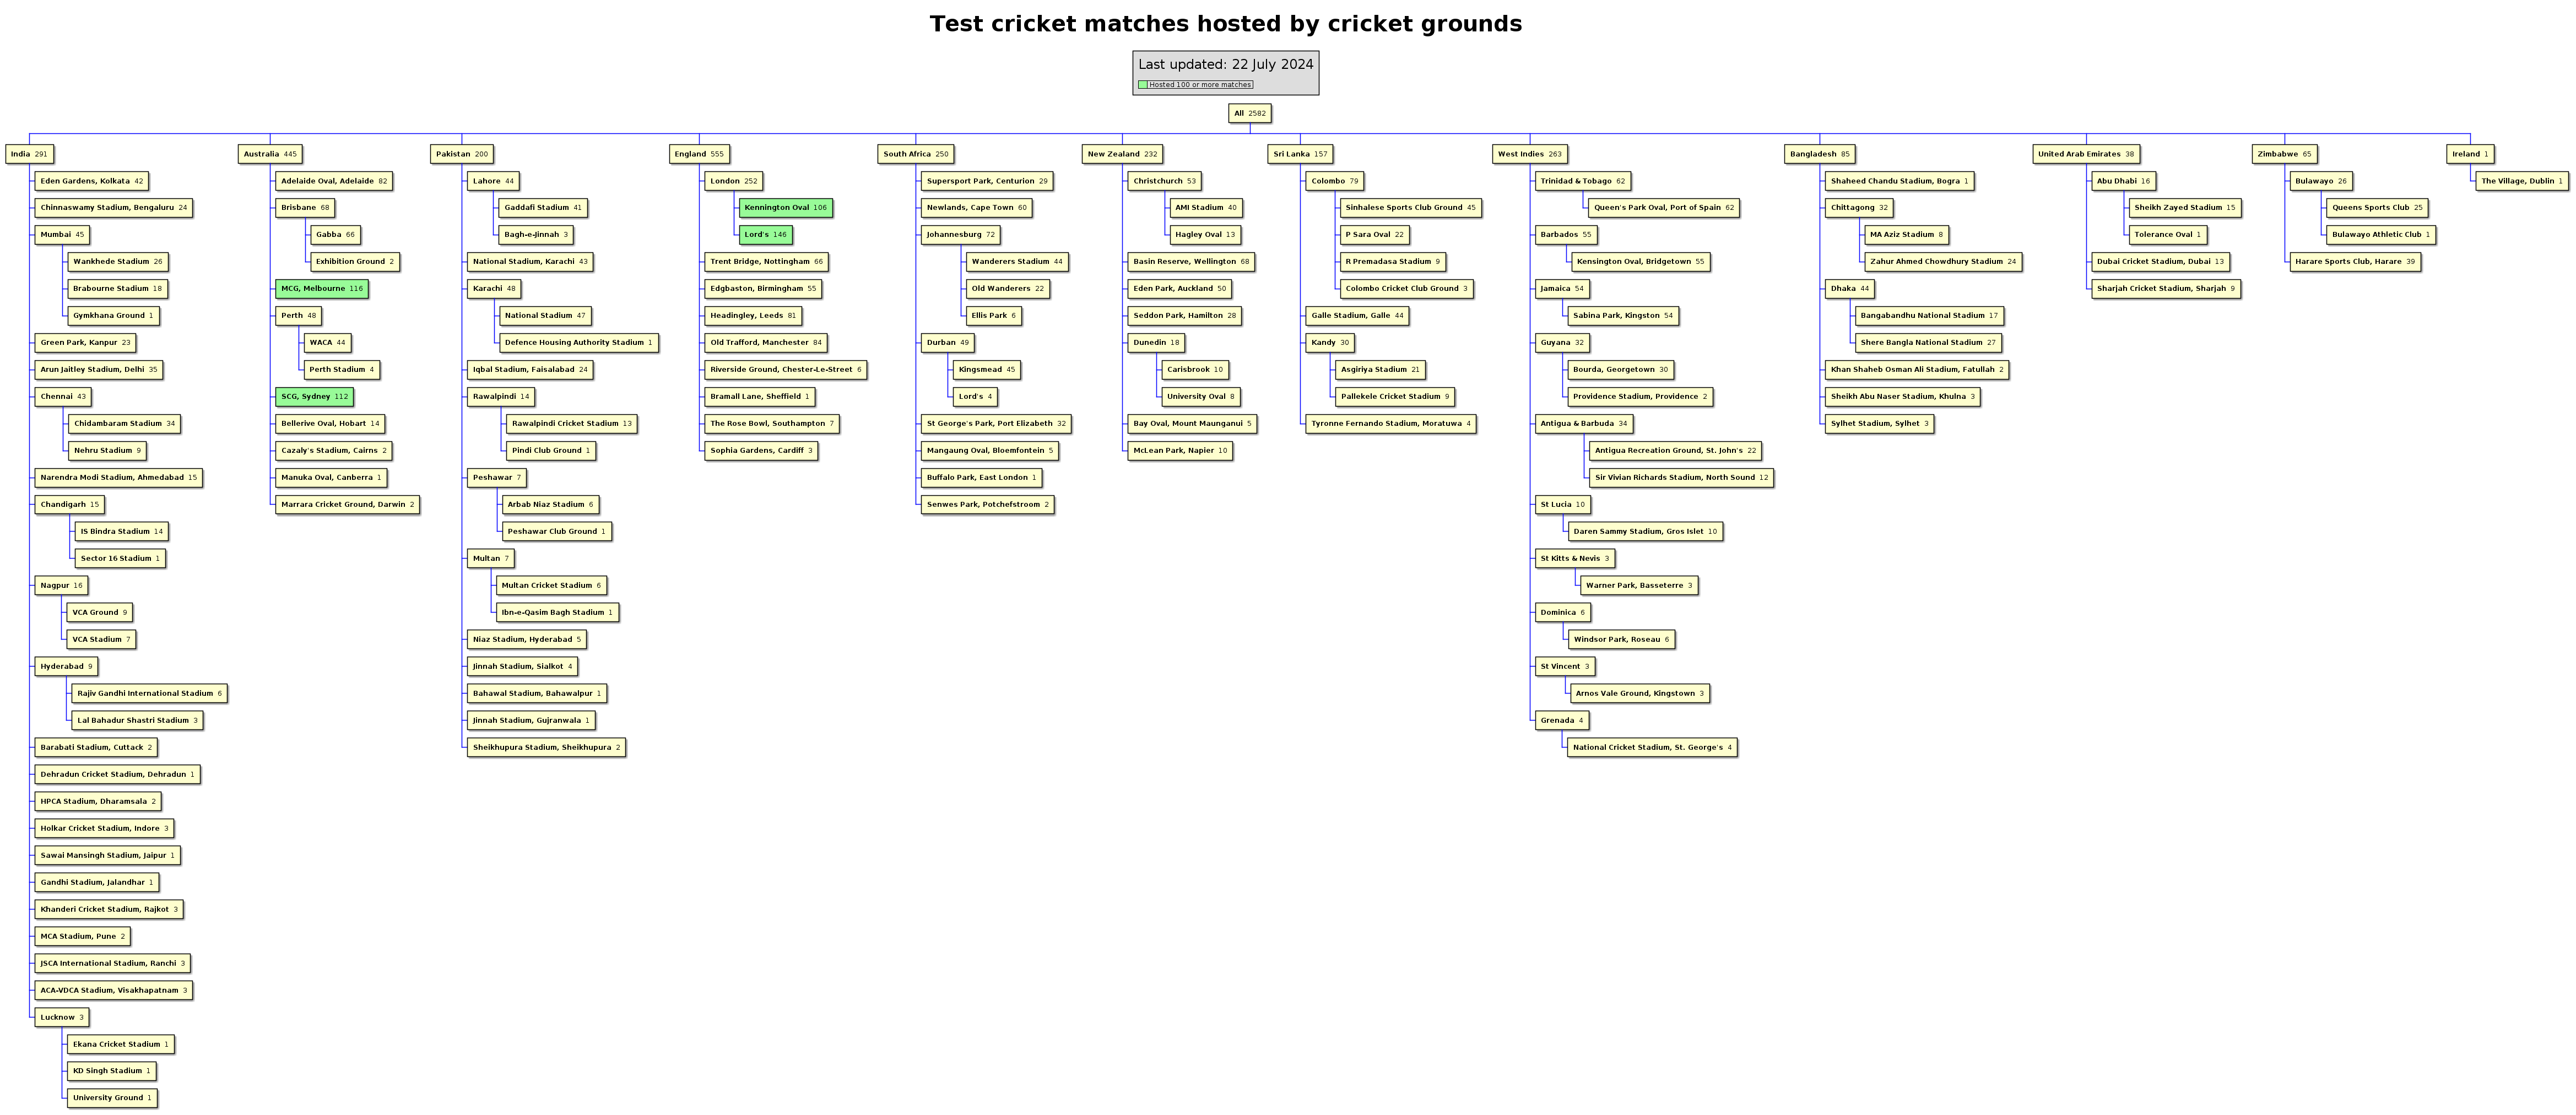 Test cricket matches hosted by cricket grounds
Last updated: 22 July 2024
Hosted 100 or more matches
All 2582
India 291
Eden Gardens, Kolkata 42
Chinnaswamy Stadium, Bengaluru 24
Mumbai 45
Wankhede Stadium 26
Brabourne Stadium 18
Gymkhana Ground 1
Green Park, Kanpur 23
Arun Jaitley Stadium, Delhi 35
Chennai 43
Chidambaram Stadium 34
Nehru Stadium 9
Narendra Modi Stadium, Ahmedabad 15
Chandigarh 15
IS Bindra Stadium 14
Sector 16 Stadium 1
Nagpur 16
VCA Ground 9
VCA Stadium 7
Hyderabad 9
Rajiv Gandhi International Stadium 6
Lal Bahadur Shastri Stadium 3
Barabati Stadium, Cuttack 2
Dehradun Cricket Stadium, Dehradun 1
HPCA Stadium, Dharamsala 2
Holkar Cricket Stadium, Indore 3
Sawai Mansingh Stadium, Jaipur 1
Gandhi Stadium, Jalandhar 1
Khanderi Cricket Stadium, Rajkot 3
MCA Stadium, Pune 2
JSCA International Stadium, Ranchi 3
ACA-VDCA Stadium, Visakhapatnam 3
Lucknow 3
Ekana Cricket Stadium 1
KD Singh Stadium 1
University Ground 1
Australia 445
Adelaide Oval, Adelaide 82
Brisbane 68
Gabba 66
Exhibition Ground 2
MCG, Melbourne 116
Perth 48
WACA 44
Perth Stadium 4
SCG, Sydney 112
Bellerive Oval, Hobart 14
Cazaly's Stadium, Cairns 2
Manuka Oval, Canberra 1
Marrara Cricket Ground, Darwin 2
Pakistan 200
Lahore 44
Gaddafi Stadium 41
Bagh-e-Jinnah 3
National Stadium, Karachi 43
Karachi 48
National Stadium 47
Defence Housing Authority Stadium 1
Iqbal Stadium, Faisalabad 24
Rawalpindi 14
Rawalpindi Cricket Stadium 13
Pindi Club Ground 1
Peshawar 7
Arbab Niaz Stadium 6
Peshawar Club Ground 1
Multan 7
Multan Cricket Stadium 6
Ibn-e-Qasim Bagh Stadium 1
Niaz Stadium, Hyderabad 5
Jinnah Stadium, Sialkot 4
Bahawal Stadium, Bahawalpur 1
Jinnah Stadium, Gujranwala 1
Sheikhupura Stadium, Sheikhupura 2
England 555
London 252
Kennington Oval 106
Lord's 146
Trent Bridge, Nottingham 66
Edgbaston, Birmingham 55
Headingley, Leeds 81
Old Trafford, Manchester 84
Riverside Ground, Chester-Le-Street 6
Bramall Lane, Sheffield 1
The Rose Bowl, Southampton 7
Sophia Gardens, Cardiff 3
South Africa 250
Supersport Park, Centurion 29
Newlands, Cape Town 60
Johannesburg 72
Wanderers Stadium 44
Old Wanderers 22
Ellis Park 6
Durban 49
Kingsmead 45
Lord's 4
St George's Park, Port Elizabeth 32
Mangaung Oval, Bloemfontein 5
Buffalo Park, East London 1
Senwes Park, Potchefstroom 2
New Zealand 232
Christchurch 53
AMI Stadium 40
Hagley Oval 13
Basin Reserve, Wellington 68
Eden Park, Auckland 50
Seddon Park, Hamilton 28
Dunedin 18
Carisbrook 10
University Oval 8
Bay Oval, Mount Maunganui 5
McLean Park, Napier 10
Sri Lanka 157
Colombo 79
Sinhalese Sports Club Ground 45
P Sara Oval 22
R Premadasa Stadium 9
Colombo Cricket Club Ground 3
Galle Stadium, Galle 44
Kandy 30
Asgiriya Stadium 21
Pallekele Cricket Stadium 9
Tyronne Fernando Stadium, Moratuwa 4
West Indies 263
Trinidad & Tobago 62
Queen's Park Oval, Port of Spain 62
Barbados 55
Kensington Oval, Bridgetown 55
Jamaica 54
Sabina Park, Kingston 54
Guyana 32
Bourda, Georgetown 30
Providence Stadium, Providence 2
Antigua & Barbuda 34
Antigua Recreation Ground, St. John's 22
Sir Vivian Richards Stadium, North Sound 12
St Lucia 10
Daren Sammy Stadium, Gros Islet 10
St Kitts & Nevis 3
Warner Park, Basseterre 3
Dominica 6
Windsor Park, Roseau 6
St Vincent 3
Arnos Vale Ground, Kingstown 3
Grenada 4
National Cricket Stadium, St. George's 4
Bangladesh 85
Shaheed Chandu Stadium, Bogra 1
Chittagong 32
MA Aziz Stadium 8
Zahur Ahmed Chowdhury Stadium 24
Dhaka 44
Bangabandhu National Stadium 17
Shere Bangla National Stadium 27
Khan Shaheb Osman Ali Stadium, Fatullah 2
Sheikh Abu Naser Stadium, Khulna 3
Sylhet Stadium, Sylhet 3
United Arab Emirates 38
Abu Dhabi 16
Sheikh Zayed Stadium 15
Tolerance Oval 1
Dubai Cricket Stadium, Dubai 13
Sharjah Cricket Stadium, Sharjah 9
Zimbabwe 65
Bulawayo 26
Queens Sports Club 25
Bulawayo Athletic Club 1
Harare Sports Club, Harare 39
Ireland 1
The Village, Dublin 1